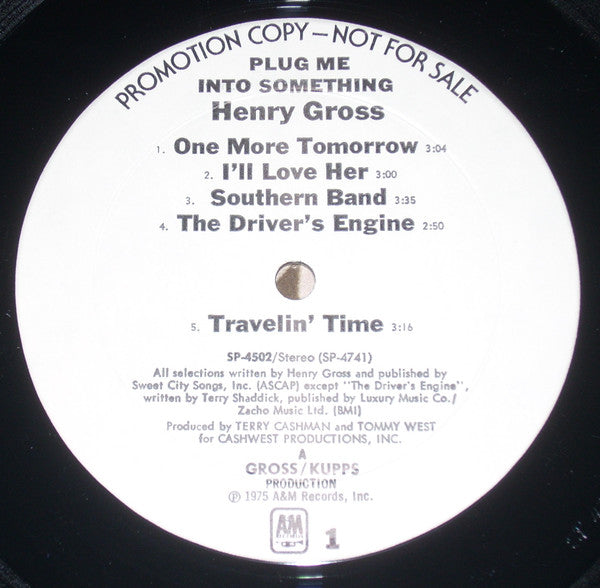 PROMOTION COPY—NOT FOR SALE
PLUG ME
INTO SOMETHING
Henry Gross
1. One More Tomorrow 3:04
2. I'll Love Her 3:00
3. Southern Band 3:35
4. The Driver's Engine 2:50
5. Travelin' Time 3:16
SP-4502/Stereo (SP-4741)
All selections written by Henry Gross and published by
Sweet City Songs, Inc. (ASCAP) except "The Driver's Engine",
written by Terry Shaddick, published by Luxury Music Co./
Zacho Music Ltd. (BMI)
Produced by TERRY CASHMAN and TOMMY WEST
for CASHWEST PRODUCTIONS, INC.
A
GROSS/KUPPS
PRODUCTION
℗ 1975 A&M Records, Inc.
A&M
RECORDS
1